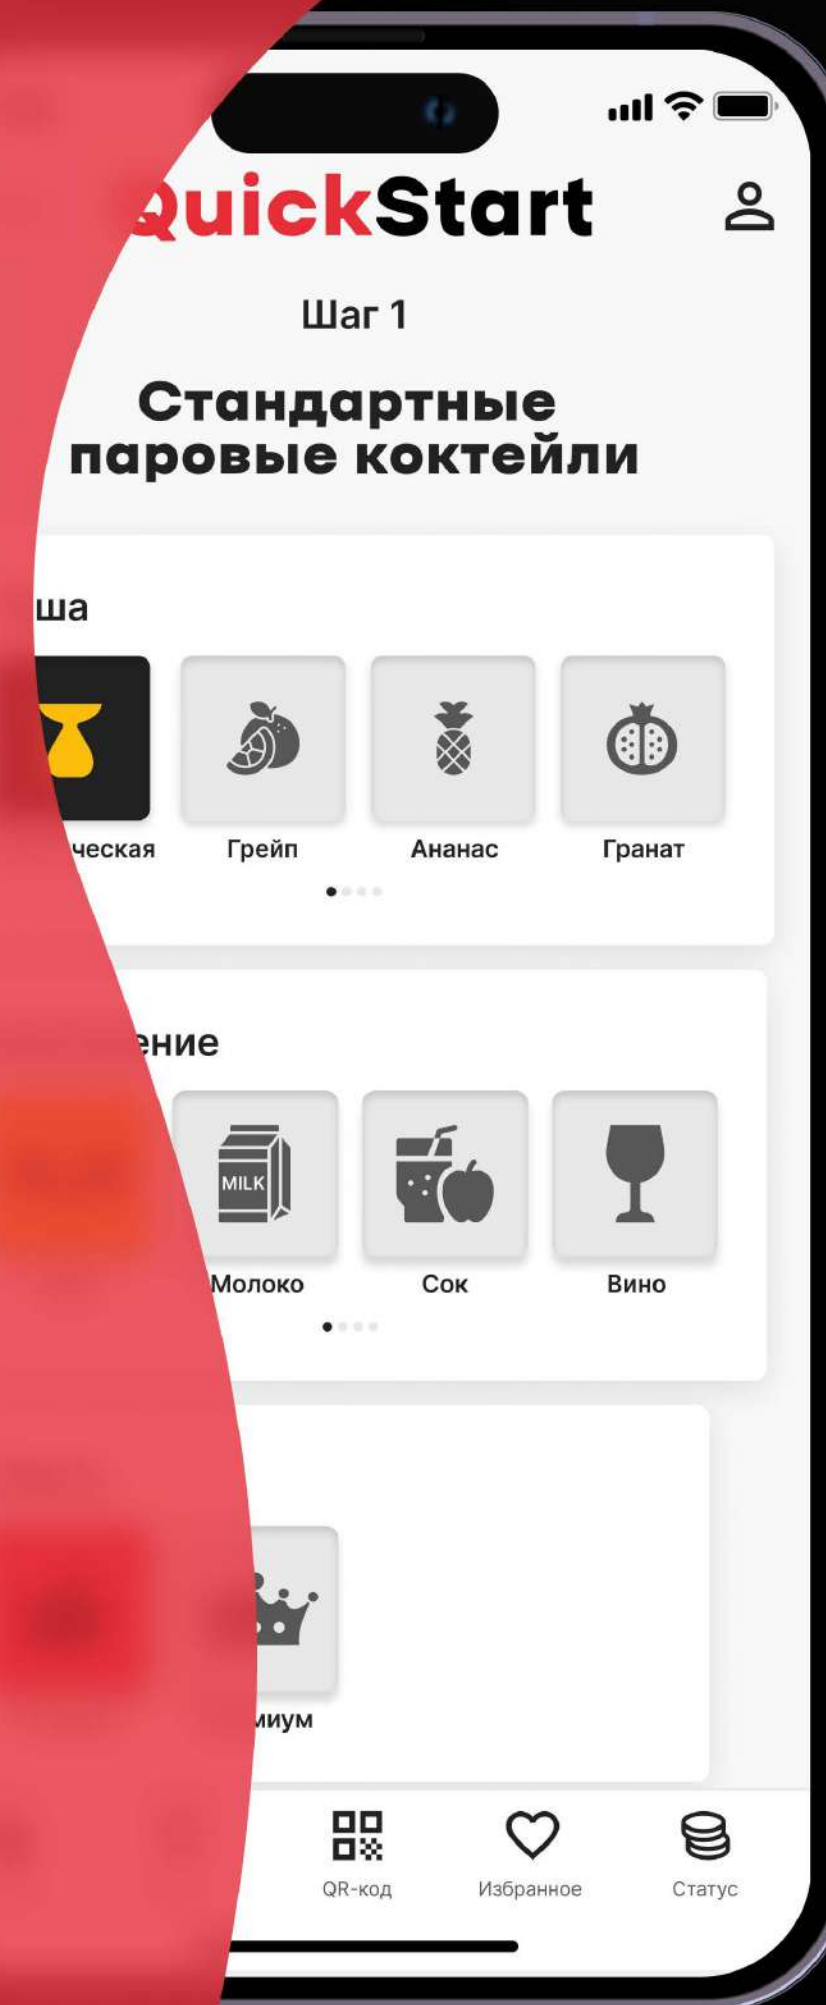 QuickStart
Шаг 1
Стандартные
паровые коктейли
ша
ческая
Грейп
Ананас
Гранат
ение
MILK
Молоко
Сок
Вино
миум
QR-код
Избранное
Статус